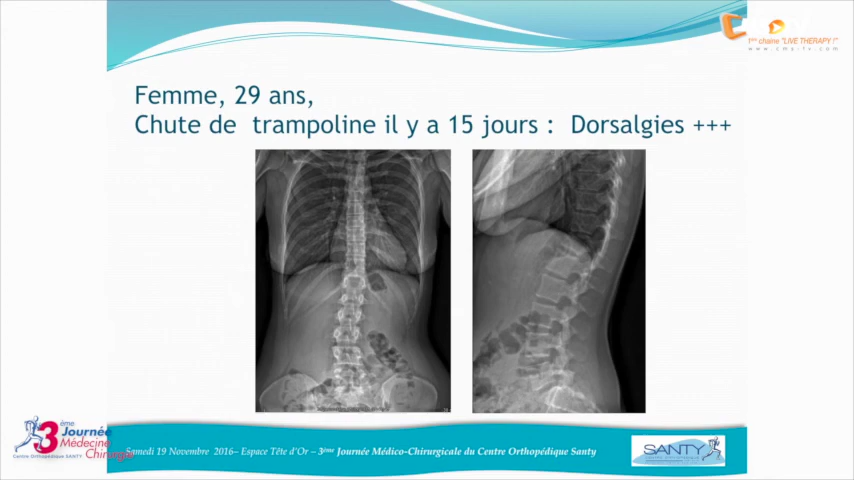 1ère chaine "LIVE THERAPY !"
www.cms-tv.com
Femme, 29 ans,
Chute de trampoline il y a 15 jours : Dorsalgies +++
3ème
Journée
Médecine
Chirurgie
Centre Orthopédique SANTY
Samedi 19 Novembre 2016– Espace Tête d'Or – 3ème Journée Médico-Chirurgicale du Centre Orthopédique Santy
SANTY